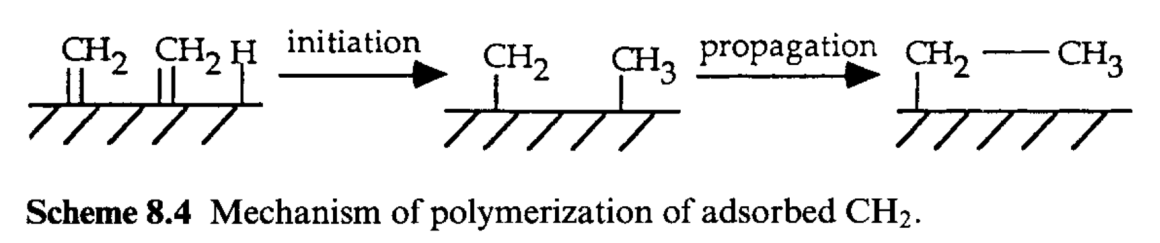 CH₂ CH₂ H initiation CH₂ CH₃ propagation CH₂ — CH₃
Scheme 8.4 Mechanism of polymerization of adsorbed CH₂.